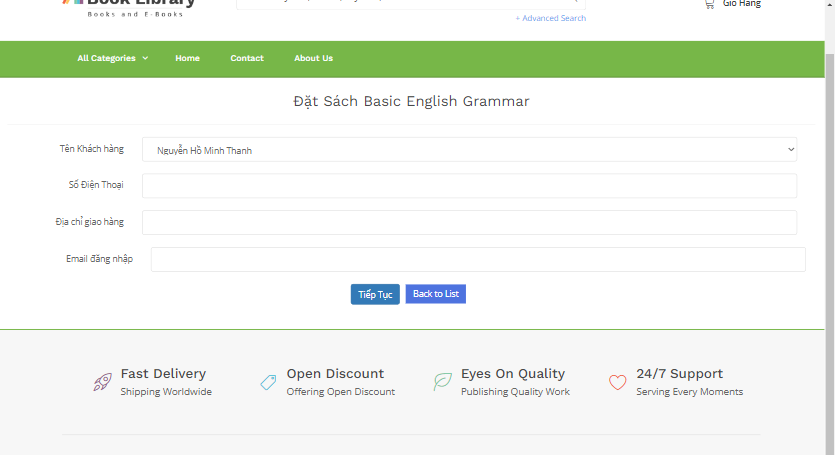 Book Library
Books and E-Books
Giỏ Hàng
+ Advanced Search
All Categories
Home
Contact
About Us
Đặt Sách Basic English Grammar
Tên Khách hàng
Nguyễn Hồ Minh Thanh
Số Điện Thoại
Địa chỉ giao hàng
Email đăng nhập
Tiếp Tục
Back to List
Fast Delivery
Shipping Worldwide
Open Discount
Offering Open Discount
Eyes On Quality
Publishing Quality Work
24/7 Support
Serving Every Moments